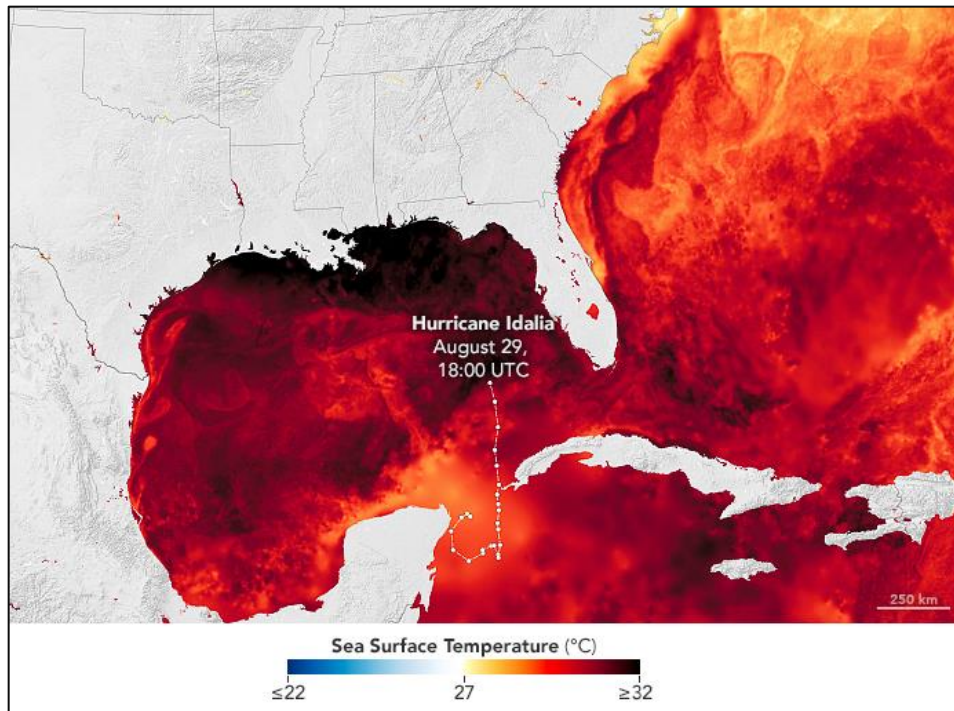 Hurricane Idalia
August 29,
18:00 UTC
250 km
Sea Surface Temperature (°C)
≤22 27 ≥32